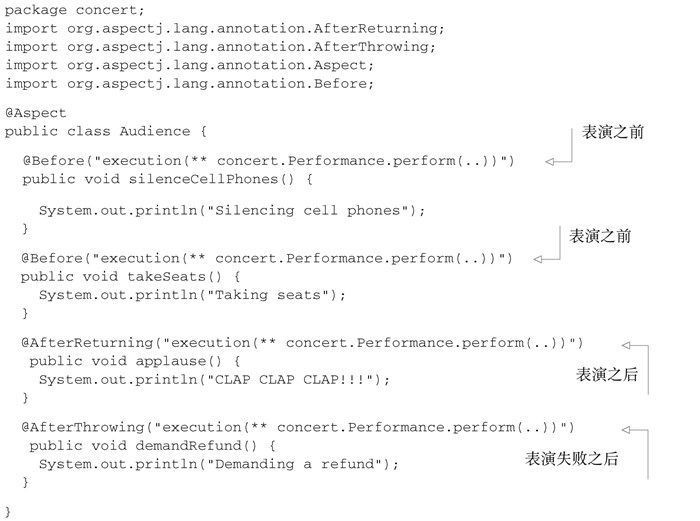 package concert;
import org.aspectj.lang.annotation.AfterReturning;
import org.aspectj.lang.annotation.AfterThrowing;
import org.aspectj.lang.annotation.Aspect;
import org.aspectj.lang.annotation.Before;
@Aspect
public class Audience {
表演之前
@Before("execution(** concert.Performance.perform(..))")
public void silenceCellPhones() {
System.out.println("Silencing cell phones");
}
表演之前
@Before("execution(** concert.Performance.perform(..))")
public void takeSeats() {
System.out.println("Taking seats");
}
@AfterReturning("execution(** concert.Performance.perform(..))")
public void applause() {
表演之后
System.out.println("CLAP CLAP CLAP!!!");
}
@AfterThrowing("execution(** concert.Performance.perform(..))")
public void demandRefund() {
表演失败之后
System.out.println("Demanding a refund");
}
}